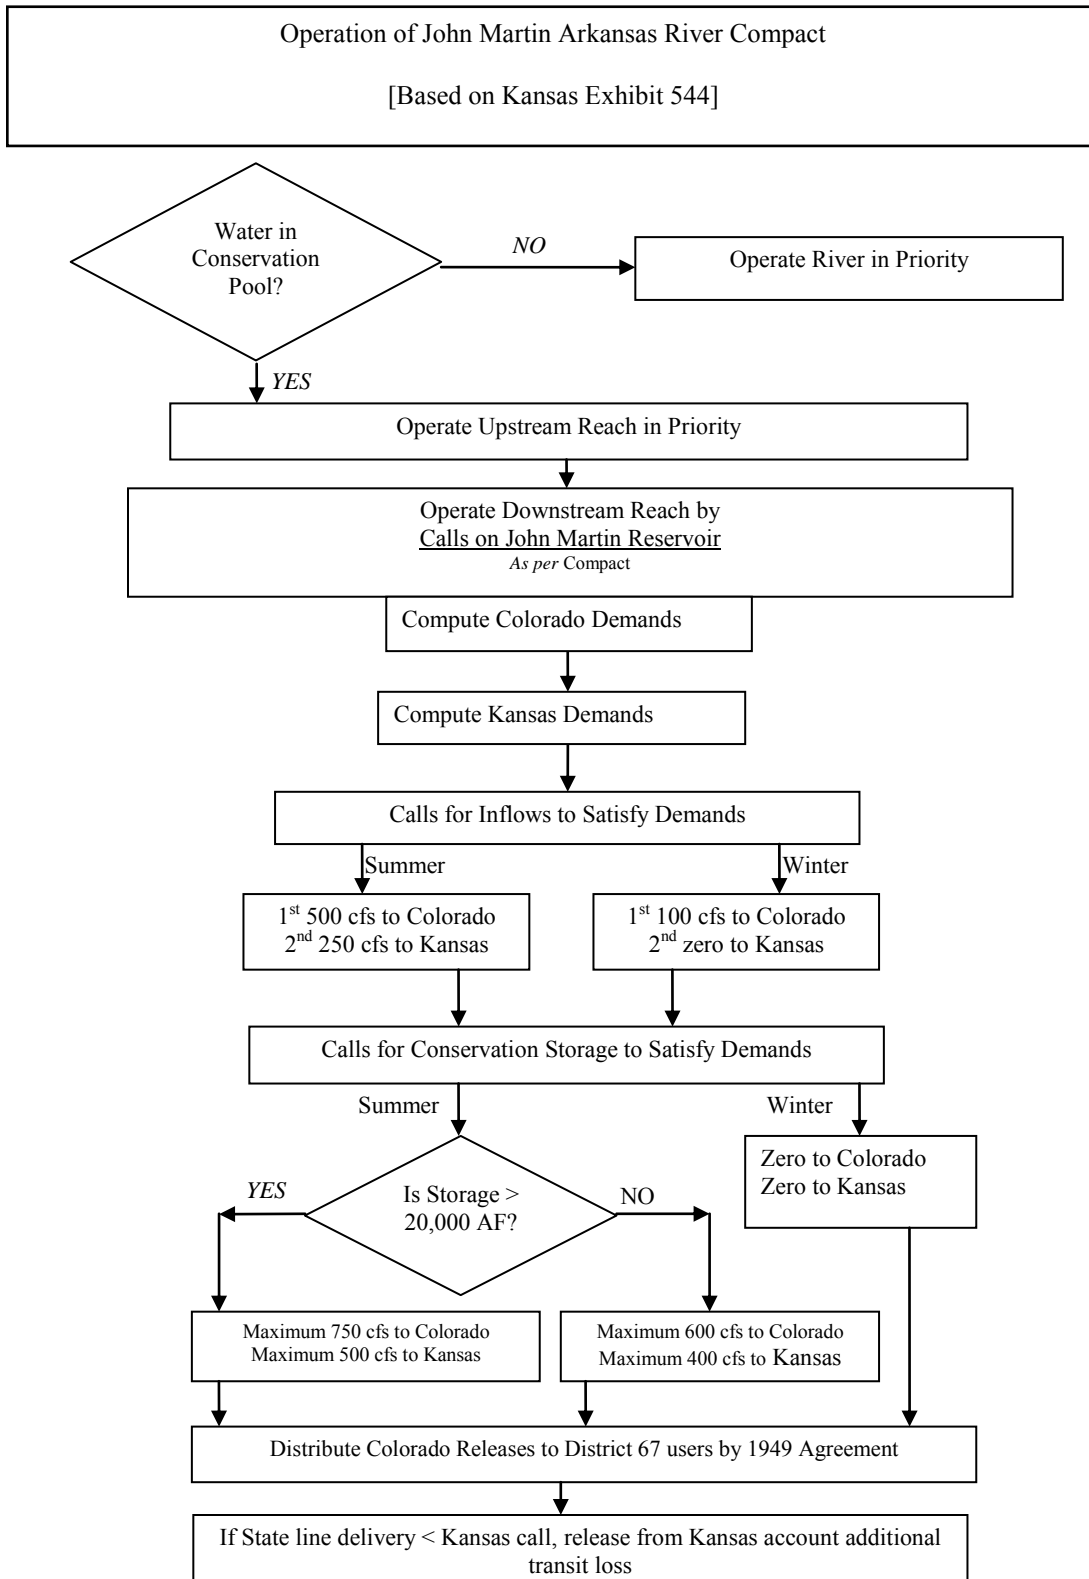 Operation of John Martin Arkansas River Compact
[Based on Kansas Exhibit 544]
Water in
Conservation
Pool?
NO
Operate River in Priority
YES
Operate Upstream Reach in Priority
Operate Downstream Reach by
Calls on John Martin Reservoir
As per Compact
Compute Colorado Demands
Compute Kansas Demands
Calls for Inflows to Satisfy Demands
Summer
Winter
1st 500 cfs to Colorado
2nd 250 cfs to Kansas
1st 100 cfs to Colorado
2nd zero to Kansas
Calls for Conservation Storage to Satisfy Demands
Summer
Winter
YES
Is Storage >
20,000 AF?
NO
Zero to Colorado
Zero to Kansas
Maximum 750 cfs to Colorado
Maximum 500 cfs to Kansas
Maximum 600 cfs to Colorado
Maximum 400 cfs to Kansas
Distribute Colorado Releases to District 67 users by 1949 Agreement
If State line delivery < Kansas call, release from Kansas account additional
transit loss